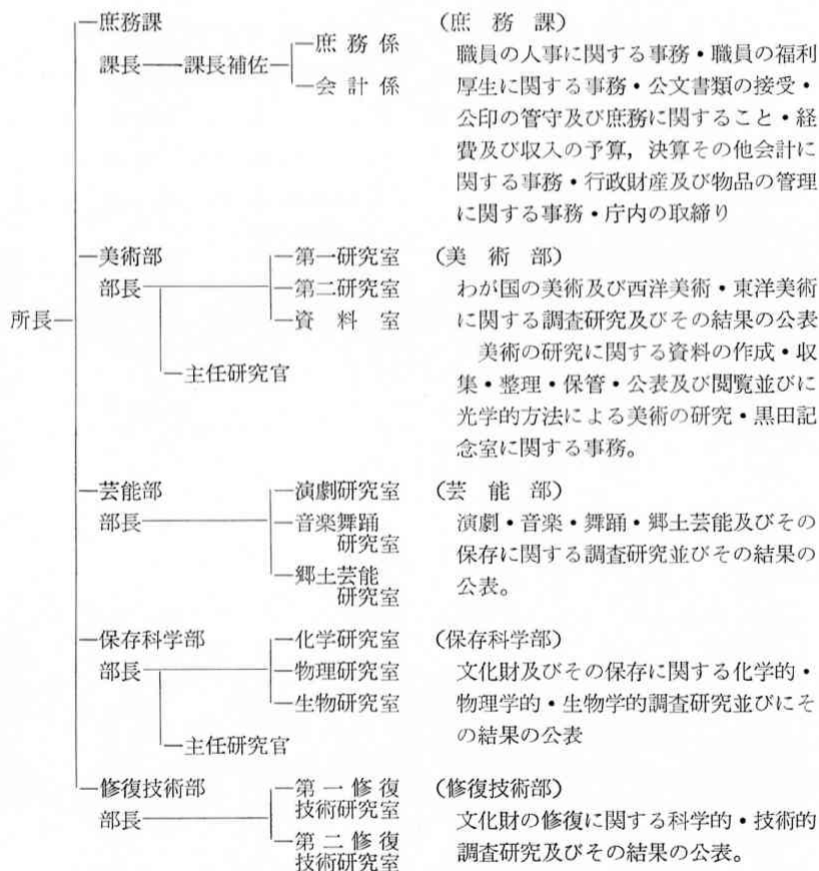 庶務課
課長 課長補佐
庶務係
会計係
(庶務課)
職員の人事に関する事務・職員の福利
厚生に関する事務・公文書類の接受・
公印の管守及び庶務に関すること・経
費及び収入の予算，決算その他会計に
関する事務・行政財産及び物品の管理
に関する事務・庁内の取締り
所長
美術部
部長
第一研究室
第二研究室
資料室
主任研究官
(美術部)
わが国の美術及び西洋美術・東洋美術
に関する調査研究及びその結果の公表
美術の研究に関する資料の作成・収
集・整理・保管・公表及び閲覧並びに
光学的方法による美術の研究・黒田記
念室に関する事務。
芸能部
部長
演劇研究室
音楽舞踊
研究室
郷土芸能
研究室
(芸能部)
演劇・音楽・舞踊・郷土芸能及びその
保存に関する調査研究並びその結果の
公表。
保存科学部
部長
化学研究室
物理研究室
生物研究室
主任研究官
(保存科学部)
文化財及びその保存に関する化学的・
物理学的・生物学的調査研究並びにそ
の結果の公表
修復技術部
部長
第一修復
技術研究室
第二修復
技術研究室
(修復技術部)
文化財の修復に関する科学的・技術的
調査研究及びその結果の公表。